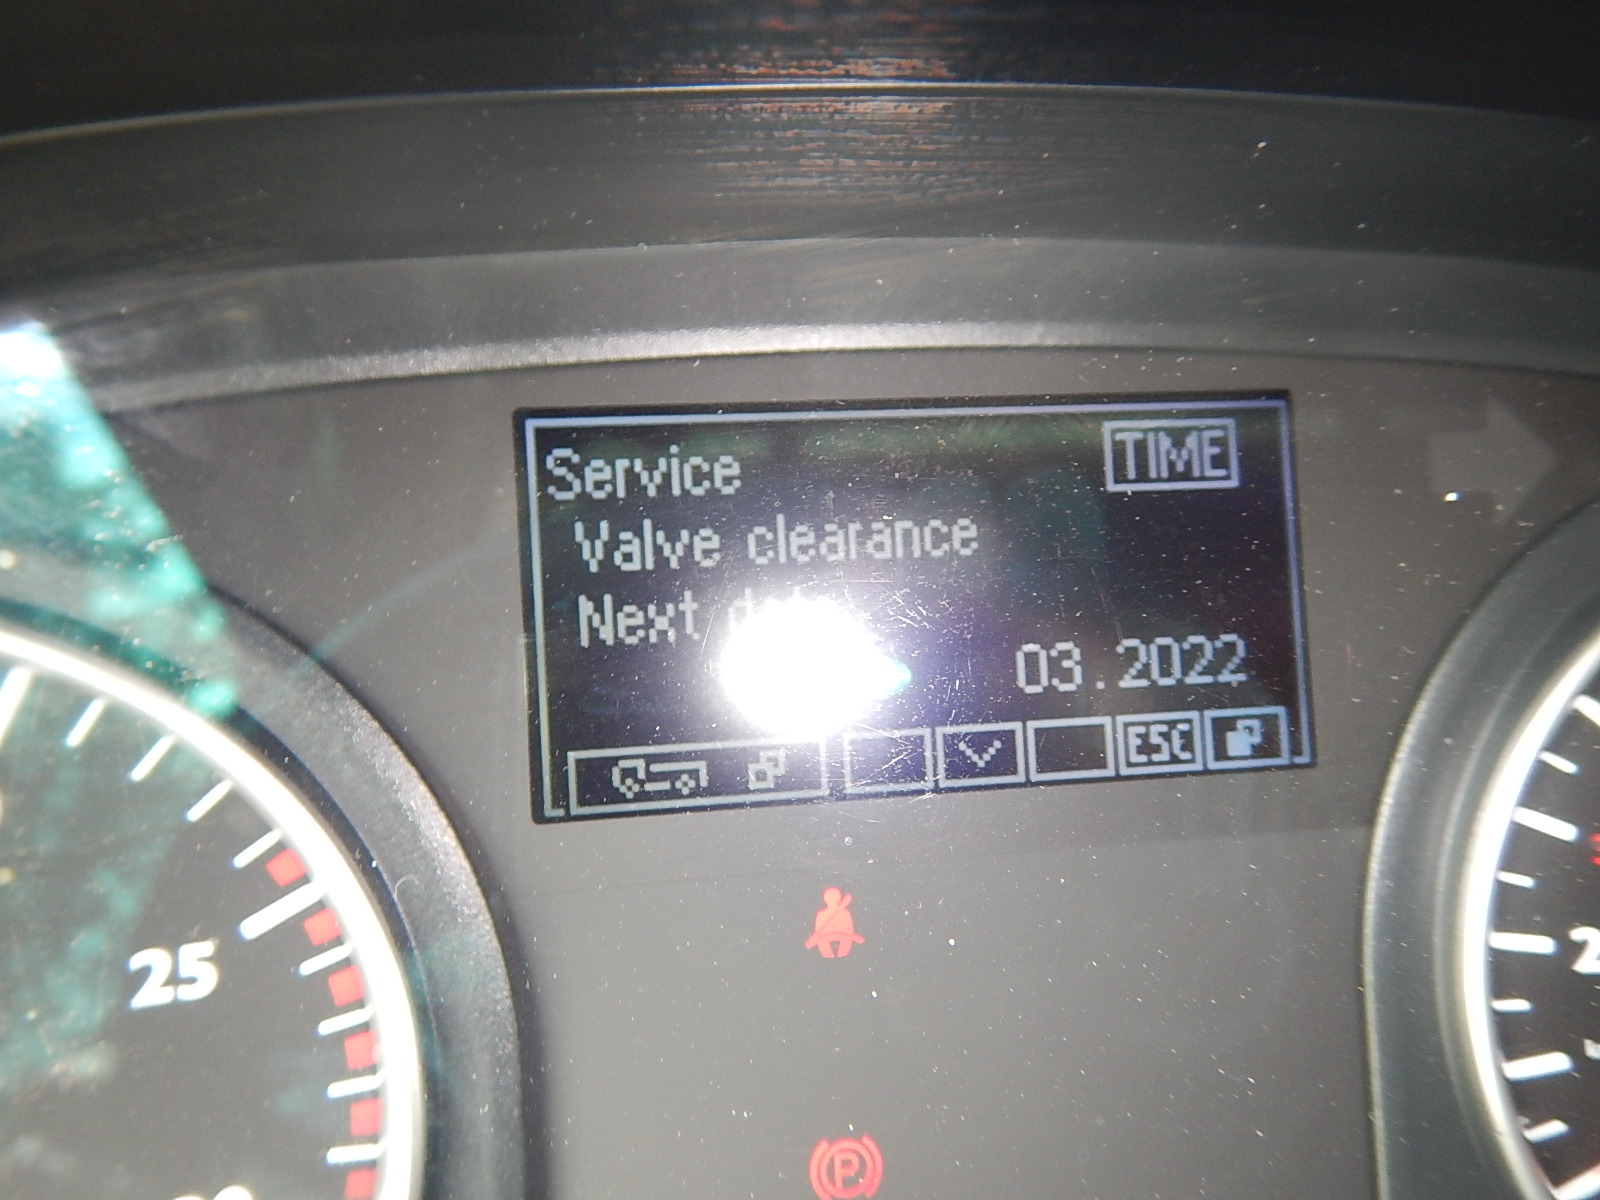 Service
TIME
Valve clearance
Next
03.2022
ESC
25
P